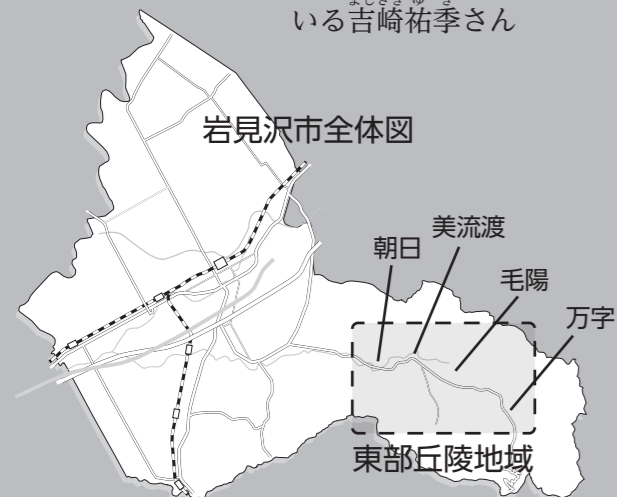 いる吉崎祐季さん
岩見沢市全体図
朝日
美流渡
毛陽
万字
東部丘陵地域